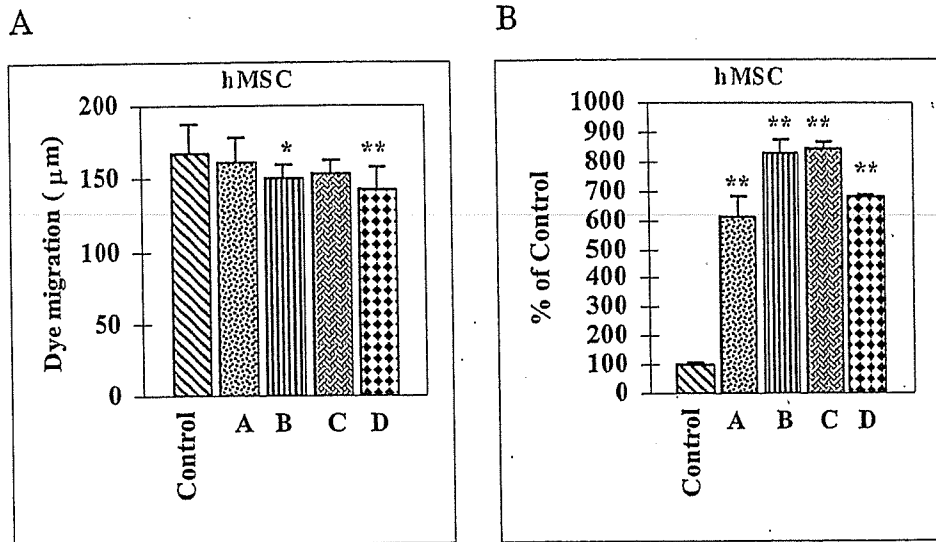 A
hMSC
Dye migration ( μm)
200
150
100
50
0
*
**
Control
A
B
C
D
B
hMSC
% of Control
1000
900
800
700
600
500
400
300
200
100
0
**
**
**
**
Control
A
B
C
D